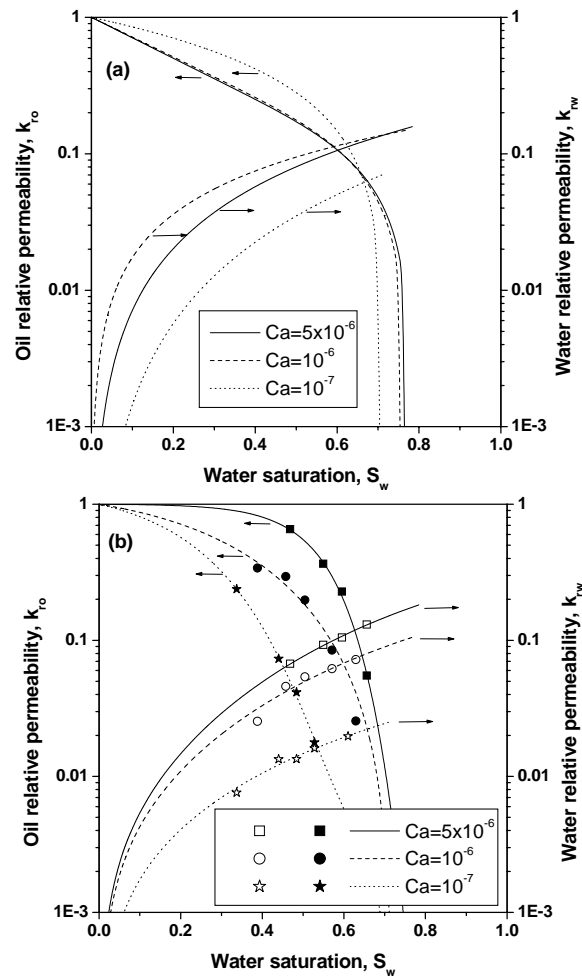 (a)
Oil relative permeability, k_ro
Water relative permeability, k_rw
1
0.1
0.01
1E-3
1
0.1
0.01
1E-3
Ca=5x10^-6
Ca=10^-6
Ca=10^-7
0.0 0.2 0.4 0.6 0.8 1.0
Water saturation, S_w
(b)
Oil relative permeability, k_ro
Water relative permeability, k_rw
1
0.1
0.01
1E-3
1
0.1
0.01
1E-3
Ca=5x10^-6
Ca=10^-6
Ca=10^-7
0.0 0.2 0.4 0.6 0.8 1.0
Water saturation, S_w